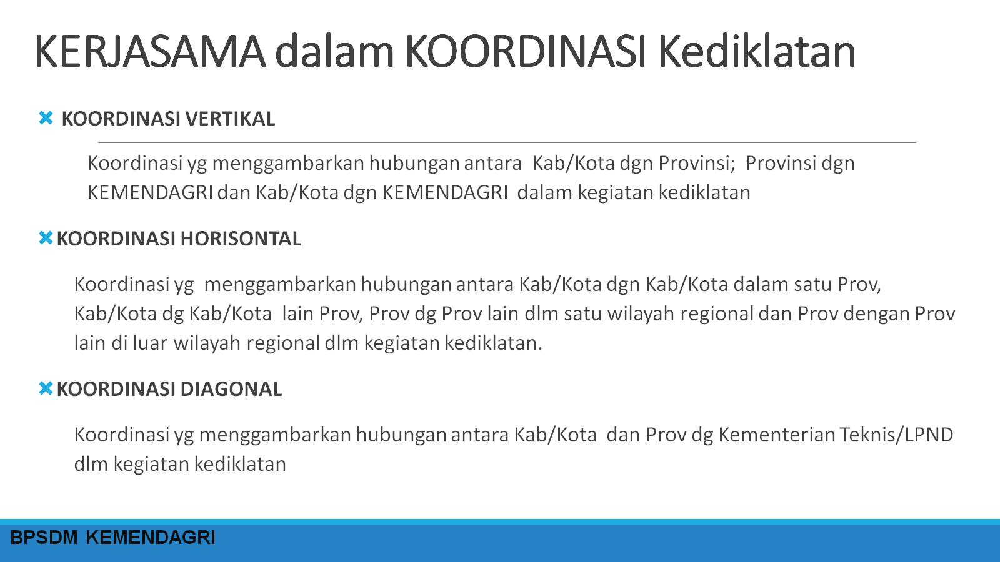 KERJASAMA dalam KOORDINASI Kediklatan
KOORDINASI VERTIKAL
Koordinasi yg menggambarkan hubungan antara Kab/Kota dgn Provinsi; Provinsi dgn
KEMENDAGRI dan Kab/Kota dgn KEMENDAGRI dalam kegiatan kediklatan
KOORDINASI HORISONTAL
Koordinasi yg menggambarkan hubungan antara Kab/Kota dgn Kab/Kota dalam satu Prov,
Kab/Kota dg Kab/Kota lain Prov, Prov dg Prov lain dlm satu wilayah regional dan Prov dengan Prov
lain di luar wilayah regional dlm kegiatan kediklatan.
KOORDINASI DIAGONAL
Koordinasi yg menggambarkan hubungan antara Kab/Kota dan Prov dg Kementerian Teknis/LPND
dlm kegiatan kediklatan
BPSDM KEMENDAGRI